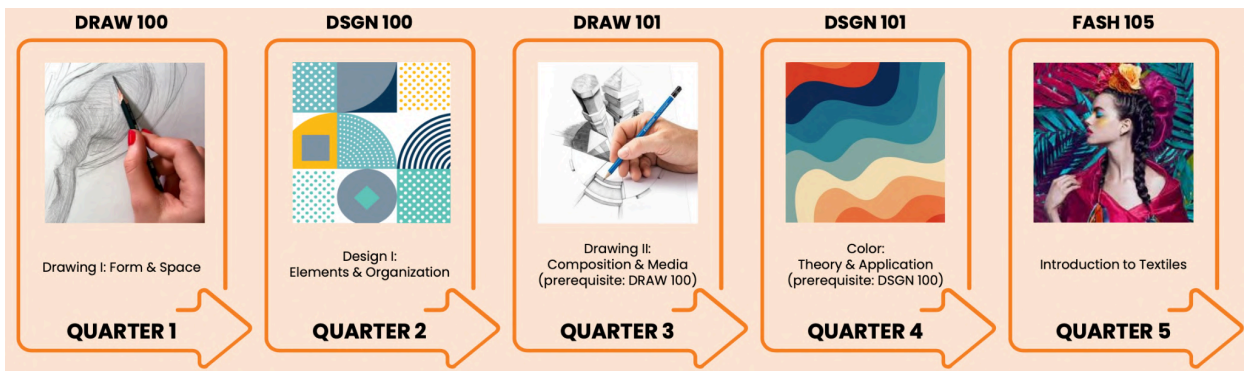 DRAW 100
Drawing I: Form & Space
QUARTER 1
DSGN 100
Design I:
Elements & Organization
QUARTER 2
DRAW 101
Drawing II:
Composition & Media
(prerequisite: DRAW 100)
QUARTER 3
DSGN 101
Color:
Theory & Application
(prerequisite: DSGN 100)
QUARTER 4
FASH 105
Introduction to Textiles
QUARTER 5